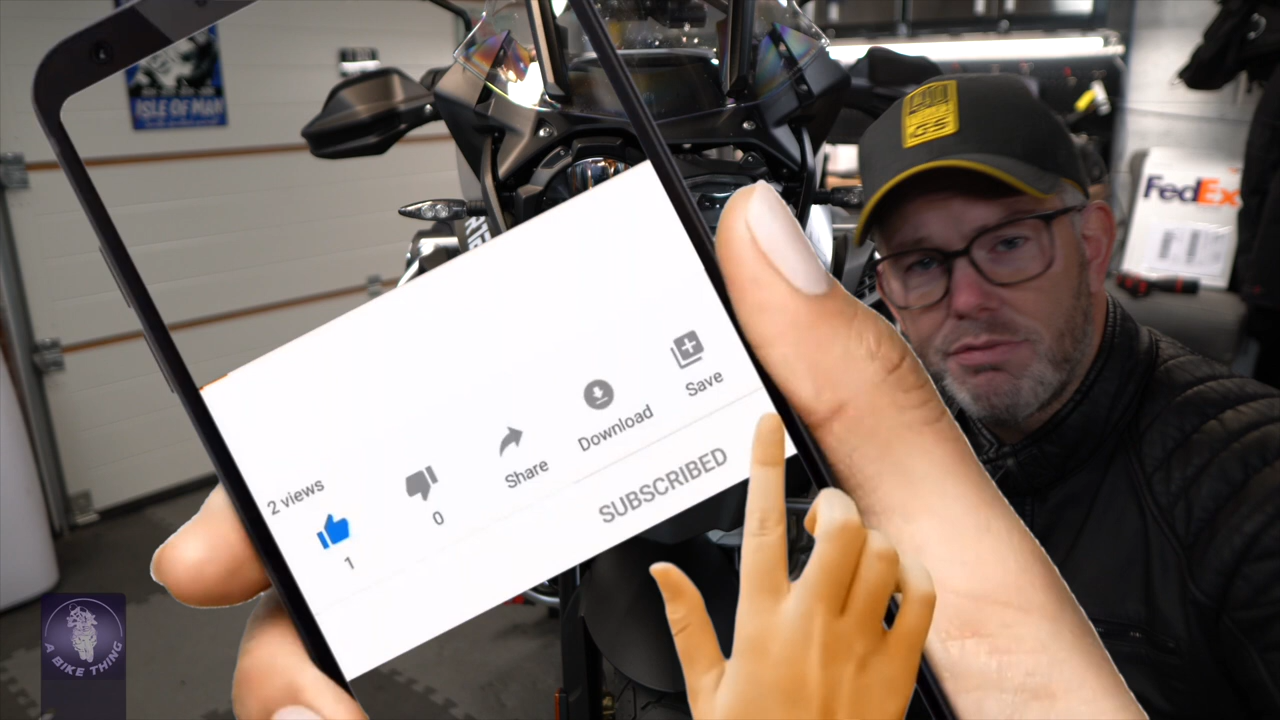 ISLE OF MAN
GS
FedEx
2 views
1
0
Share
Download
Save
SUBSCRIBED
A BIKE THING